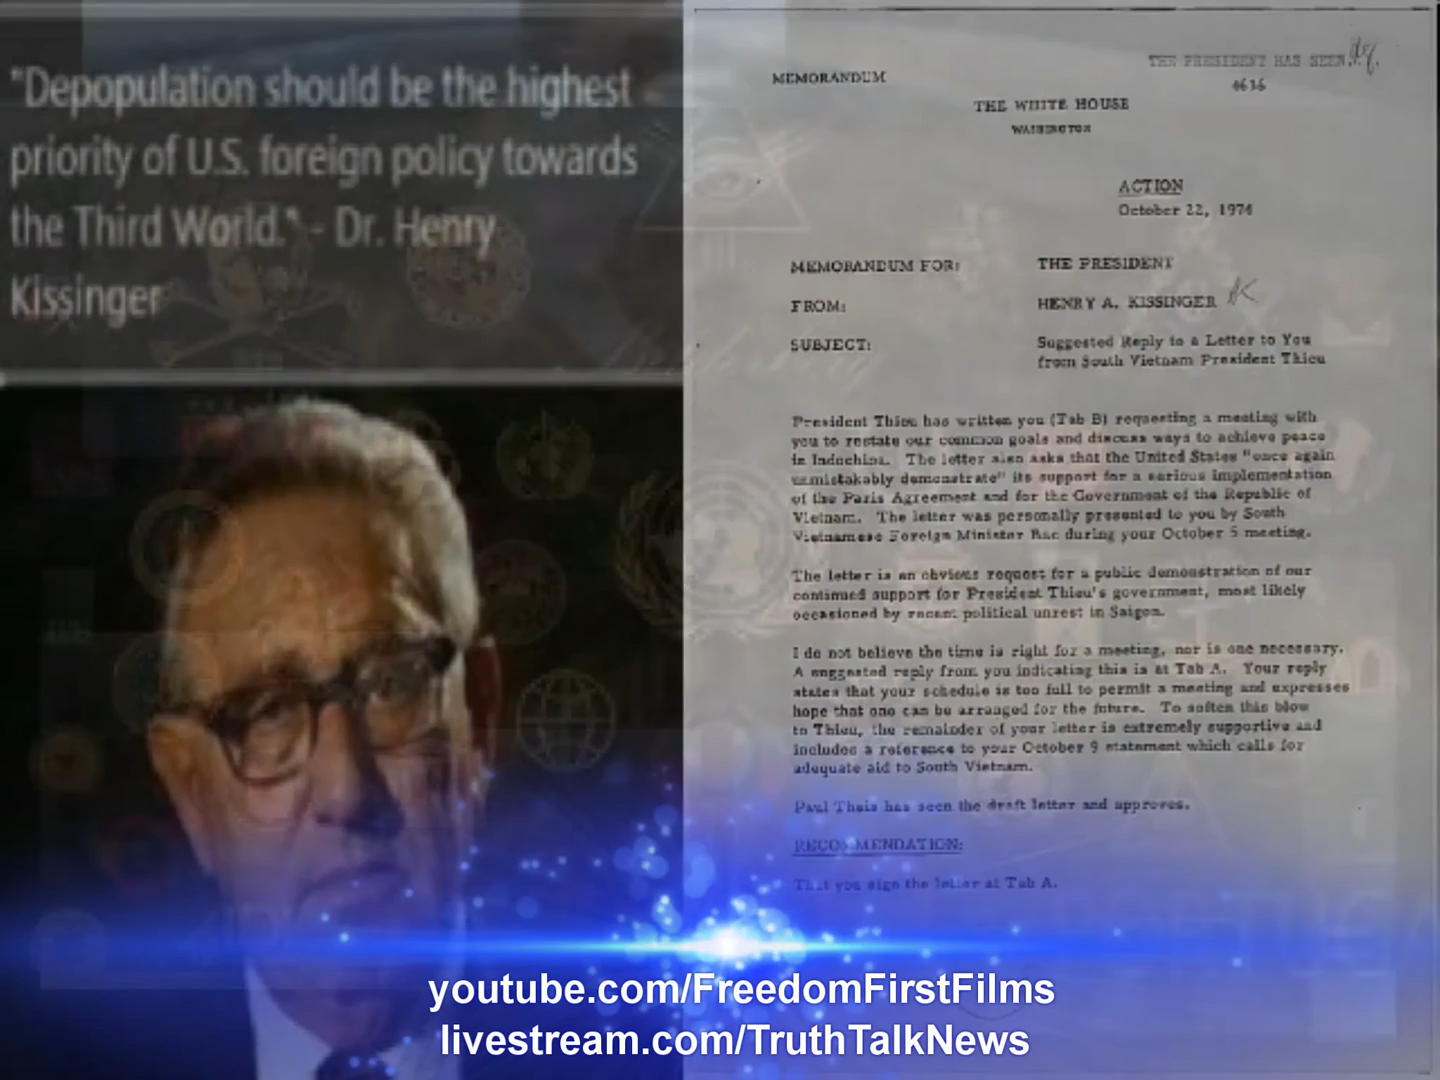 "Depopulation should be the highest
priority of U.S. foreign policy towards
the Third World." - Dr. Henry
Kissinger
THE PRESIDENT HAS SEEN
4616
MEMORANDUM
THE WHITE HOUSE
WASHINGTON
ACTION
October 22, 1974
MEMORANDUM FOR: THE PRESIDENT
FROM: HENRY A. KISSINGER
SUBJECT: Suggested Reply to a Letter to You
from South Vietnam President Thieu
President Thieu has written you (Tab B) requesting a meeting with
you to restate our common goals and discuss ways to achieve peace
in Indochina. The letter also asks that the United States "once again
unmistakably demonstrate" its support for a serious implementation
of the Paris Agreement and for the Government of the Republic of
Vietnam. The letter was personally presented to you by South
Vietnamese Foreign Minister Bac during your October 5 meeting.
The letter is an obvious request for a public demonstration of our
continued support for President Thieu's government, most likely
occasioned by recent political unrest in Saigon.
I do not believe the time is right for a meeting, nor is one necessary.
A suggested reply from you indicating this is at Tab A. Your reply
states that your schedule is too full to permit a meeting and expresses
hope that one can be arranged for the future. To soften this blow
to Thieu, the remainder of your letter is extremely supportive and
includes a reference to your October 9 statement which calls for
adequate aid to South Vietnam.
Paul Theis has seen the draft letter and approves.
RECOMMENDATION:
That you sign the letter at Tab A.
youtube.com/FreedomFirstFilms
livestream.com/TruthTalkNews